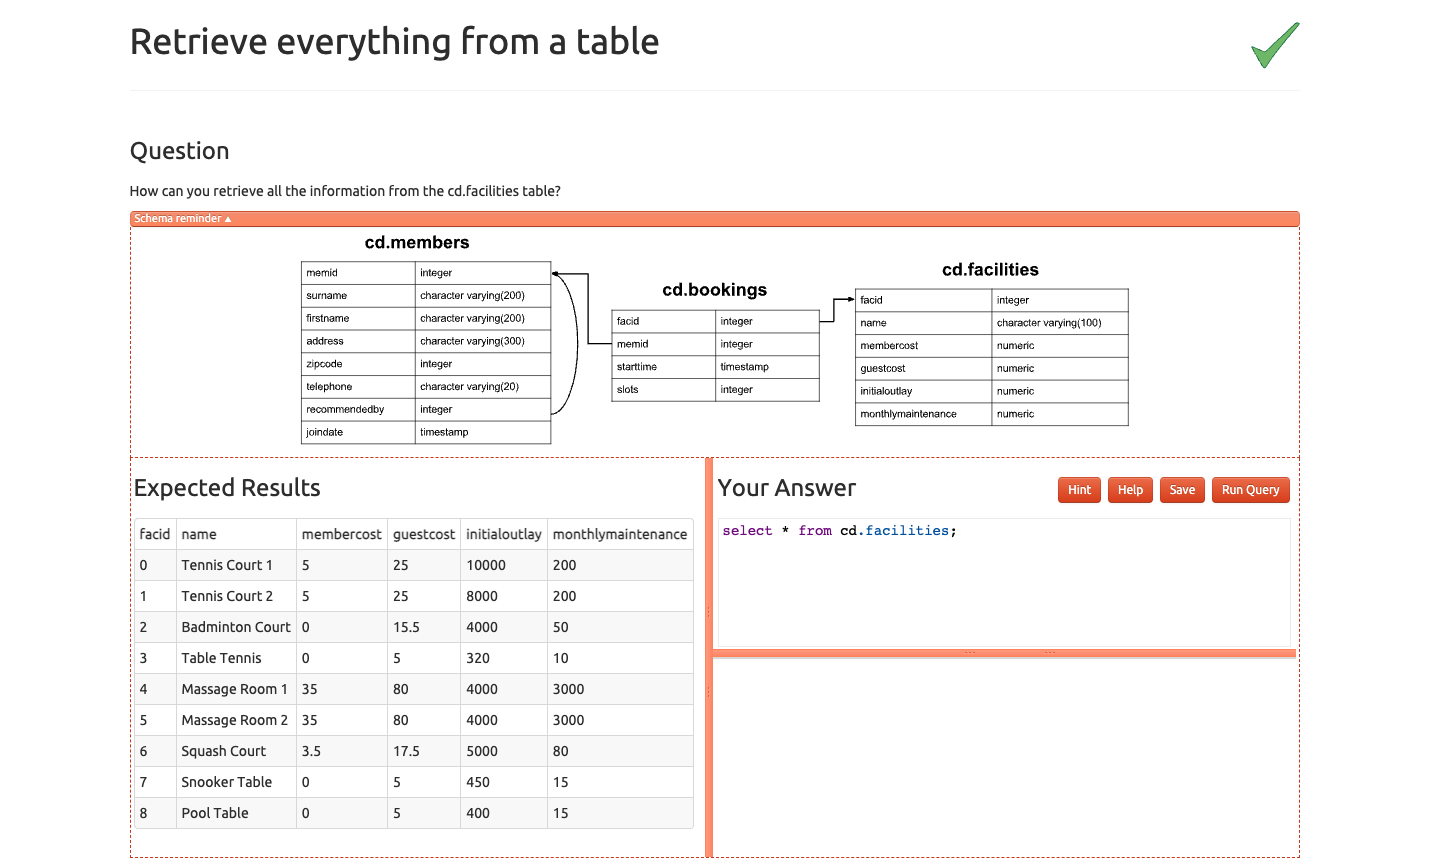 Retrieve everything from a table
Question
How can you retrieve all the information from the cd.facilities table?
Schema reminder ▲
cd.members
memid integer
surname character varying(200)
firstname character varying(200)
address character varying(300)
zipcode integer
telephone character varying(20)
recommendedby integer
joindate timestamp
cd.bookings
facid integer
memid integer
starttime timestamp
slots integer
cd.facilities
facid integer
name character varying(100)
membercost numeric
guestcost numeric
initialoutlay numeric
monthlymaintenance numeric
Expected Results
facid name membercost guestcost initialoutlay monthlymaintenance
0 Tennis Court 1 5 25 10000 200
1 Tennis Court 2 5 25 8000 200
2 Badminton Court 0 15.5 4000 50
3 Table Tennis 0 5 320 10
4 Massage Room 1 35 80 4000 3000
5 Massage Room 2 35 80 4000 3000
6 Squash Court 3.5 17.5 5000 80
7 Snooker Table 0 5 450 15
8 Pool Table 0 5 400 15
Your Answer
Hint Help Save Run Query
select * from cd.facilities;